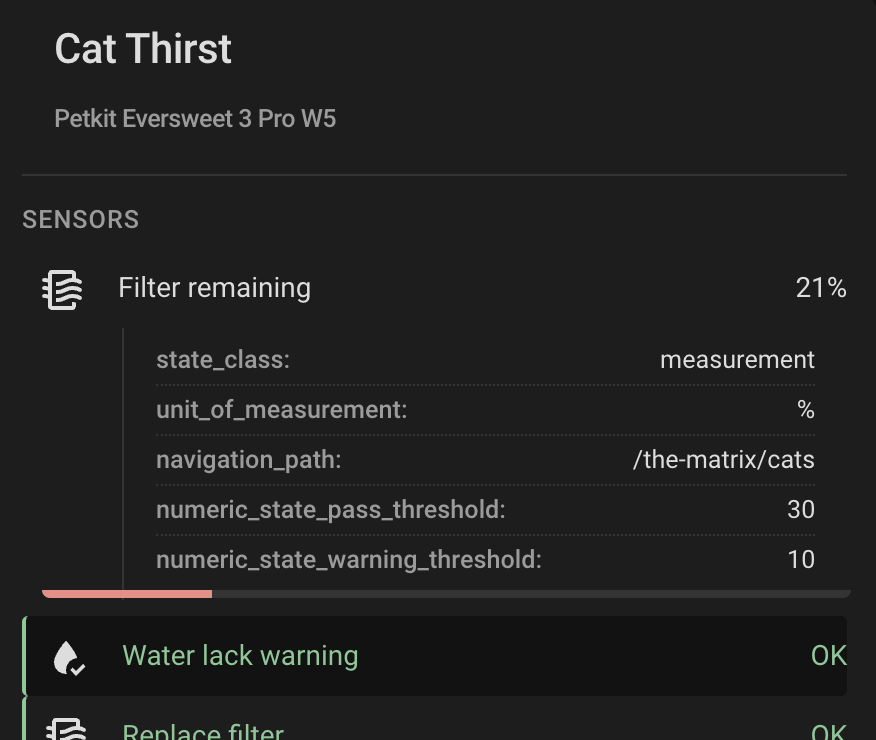 Cat Thirst
Petkit Eversweet 3 Pro W5
SENSORS
Filter remaining 21%
state_class: measurement
unit_of_measurement: %
navigation_path: /the-matrix/cats
numeric_state_pass_threshold: 30
numeric_state_warning_threshold: 10
Water lack warning OK
Replace filter OK